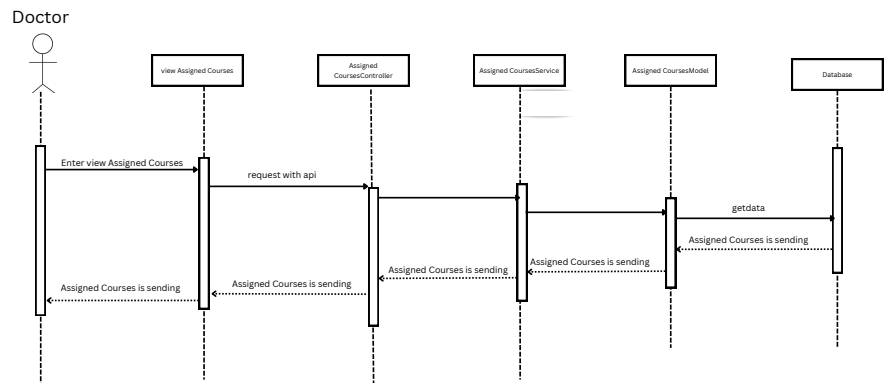 Doctor
view Assigned Courses
Assigned
CoursesController
Assigned CoursesService
Assigned CoursesModel
Database
Enter view Assigned Courses
request with api
getdata
Assigned Courses is sending
Assigned Courses is sending
Assigned Courses is sending
Assigned Courses is sending
Assigned Courses is sending